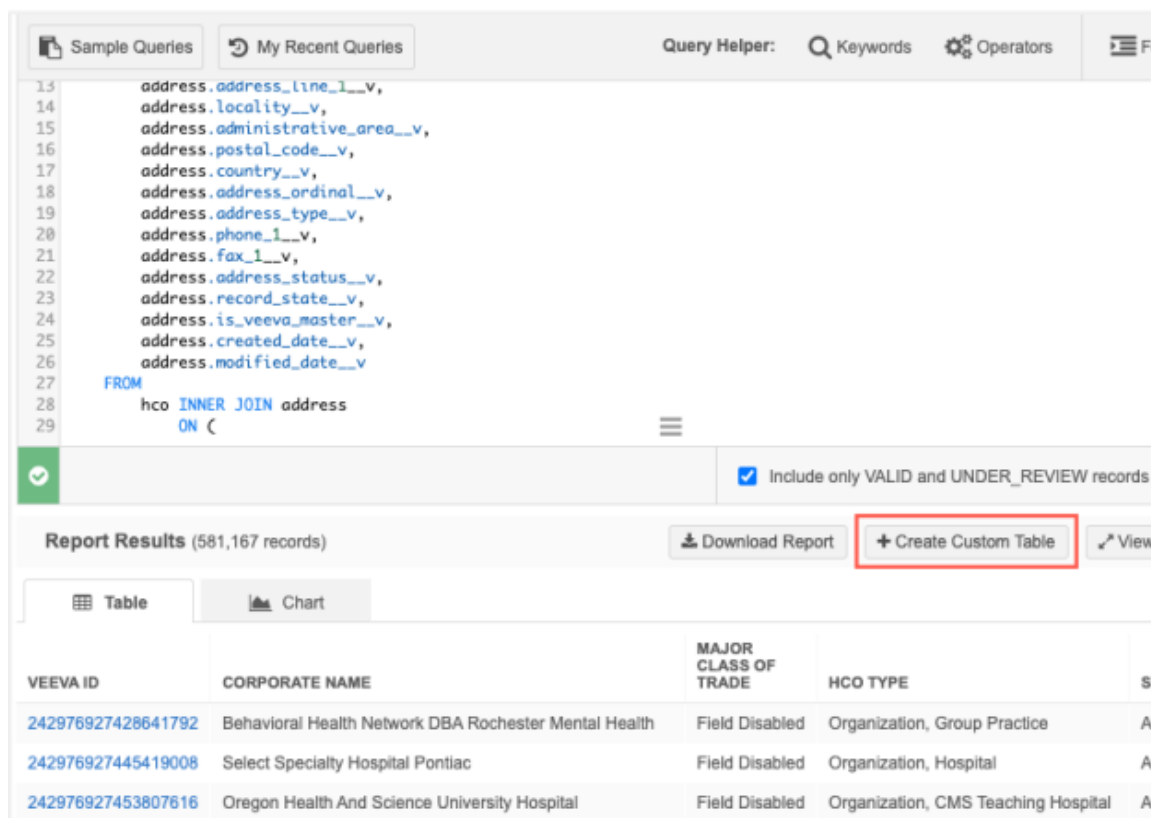 Sample Queries My Recent Queries Query Helper: Keywords Operators F
13 address.address_line_1__v,
14 address.locality__v,
15 address.administrative_area__v,
16 address.postal_code__v,
17 address.country__v,
18 address.address_ordinal__v,
19 address.address_type__v,
20 address.phone_1__v,
21 address.fax_1__v,
22 address.address_status__v,
23 address.record_state__v,
24 address.is_veeva_master__v,
25 address.created_date__v,
26 address.modified_date__v
27 FROM
28 hco INNER JOIN address
29 ON (
Include only VALID and UNDER_REVIEW records
Report Results (581,167 records) Download Report + Create Custom Table View
Table Chart
MAJOR
CLASS OF
VEEVA ID CORPORATE NAME TRADE HCO TYPE S
242976927428641792 Behavioral Health Network DBA Rochester Mental Health Field Disabled Organization, Group Practice A
242976927445419008 Select Specialty Hospital Pontiac Field Disabled Organization, Hospital A
242976927453807616 Oregon Health And Science University Hospital Field Disabled Organization, CMS Teaching Hospital A